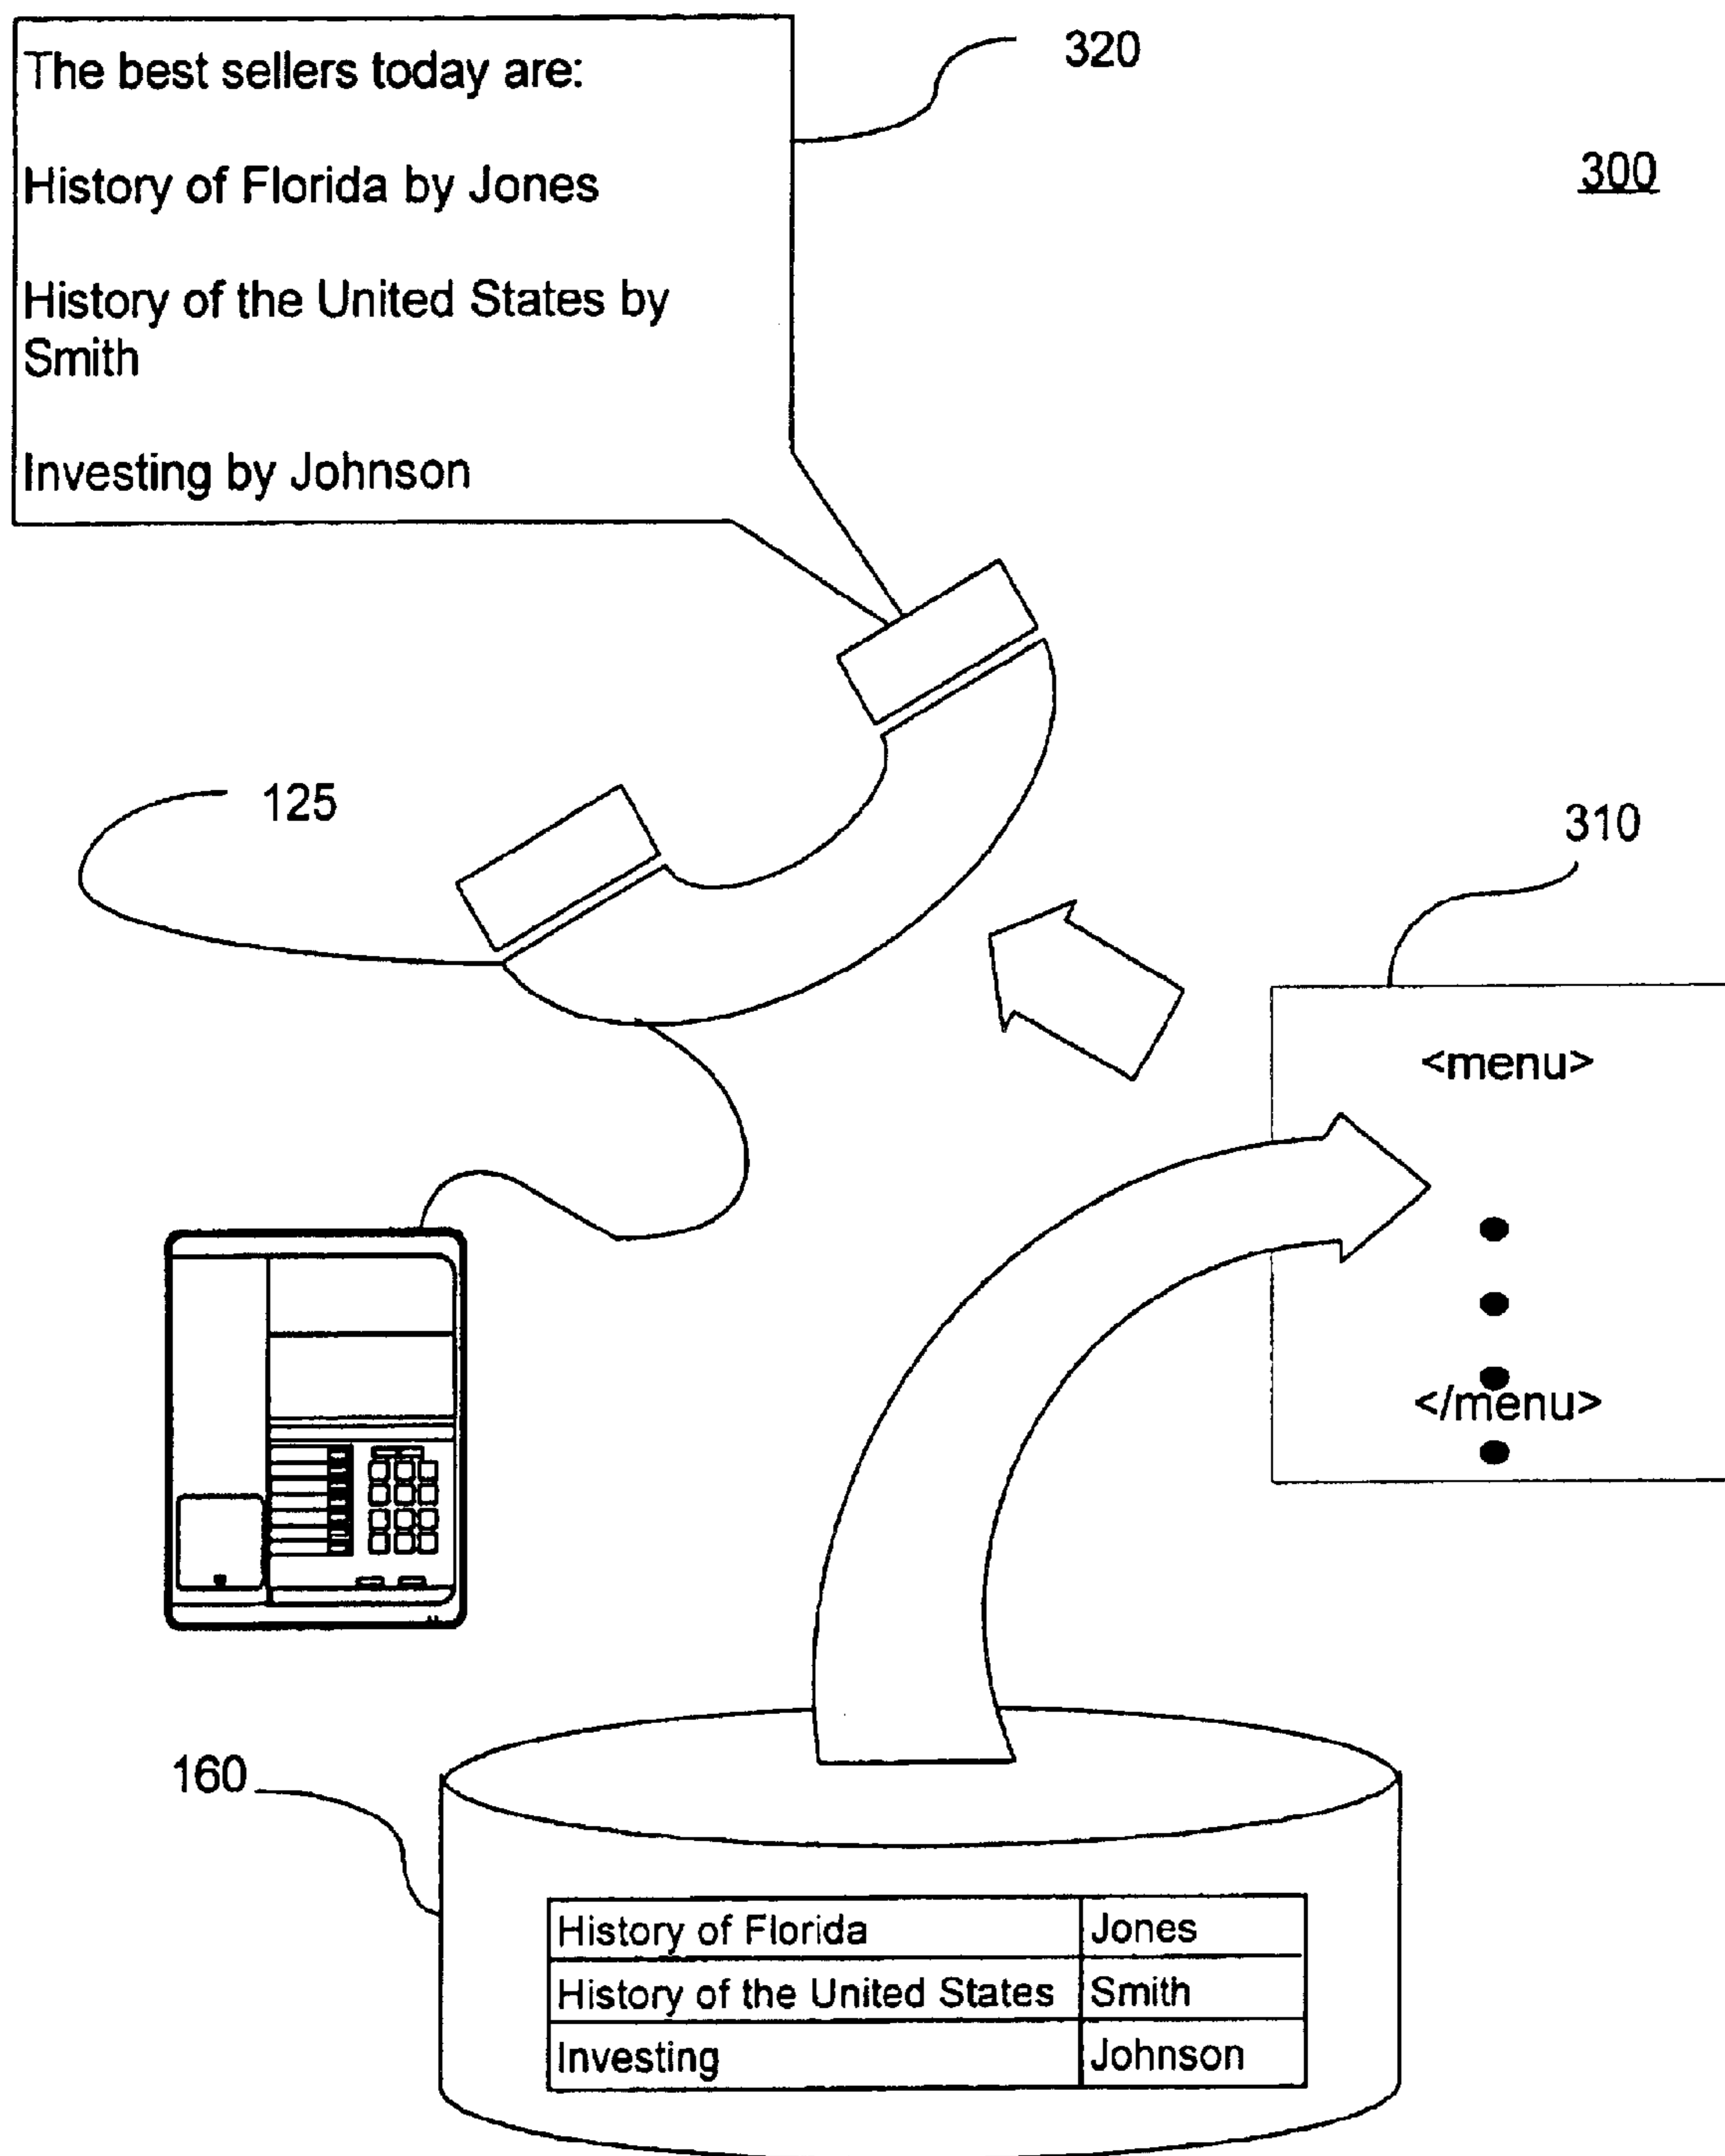 The best sellers today are:
History of Florida by Jones
History of the United States by
Smith
Investing by Johnson
320
300
125
310
<menu>
</menu>
160
History of Florida Jones
History of the United States Smith
Investing Johnson